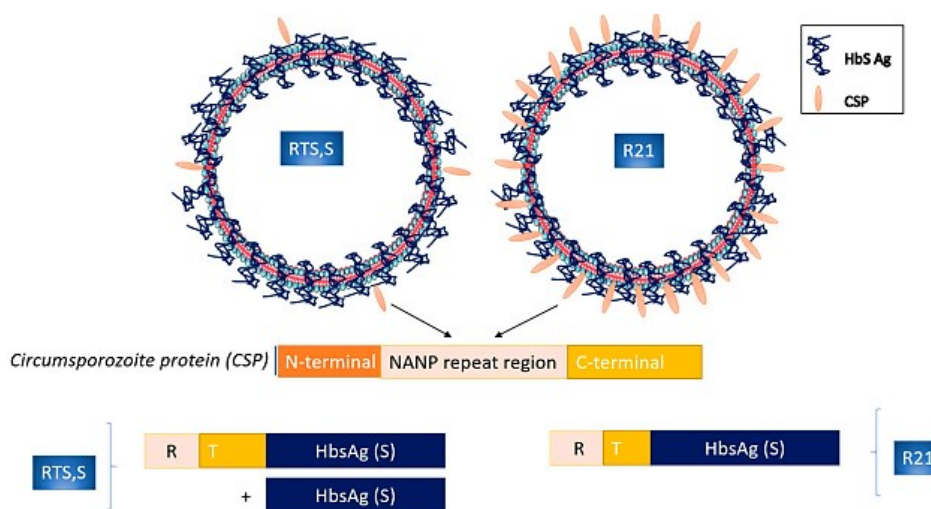 HbS Ag
CSP
RTS,S
R21
Circumsporozoite protein (CSP)
N-terminal
NANP repeat region
C-terminal
RTS,S
R
T
HbsAg (S)
+
HbsAg (S)
R
T
HbsAg (S)
R21